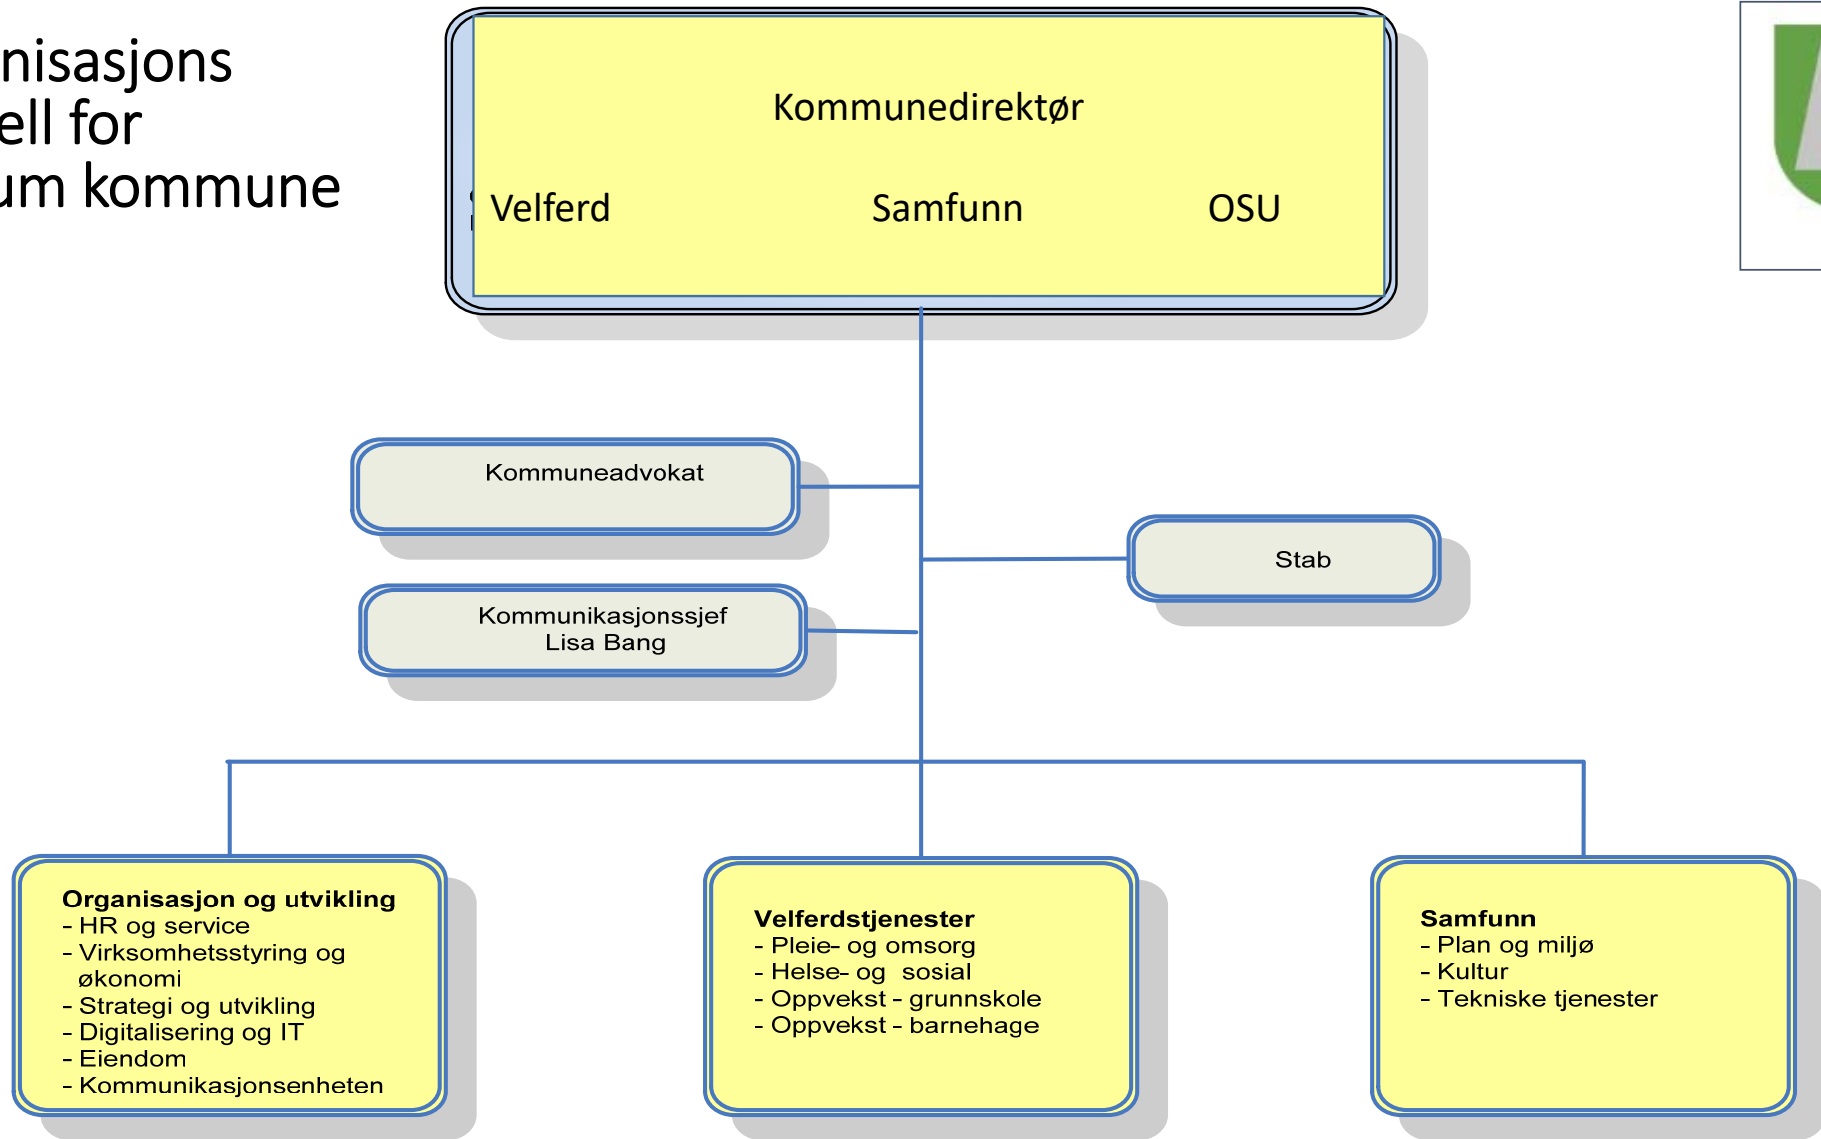 nisasjons
ell for
um kommune
Kommunedirektør
Velferd Samfunn OSU
Kommuneadvokat
Stab
Kommunikasjonssjef
Lisa Bang
Organisasjon og utvikling
- HR og service
- Virksomhetsstyring og
økonomi
- Strategi og utvikling
- Digitalisering og IT
- Eiendom
- Kommunikasjonsenheten
Velferdstjenester
- Pleie- og omsorg
- Helse- og sosial
- Oppvekst - grunnskole
- Oppvekst - barnehage
Samfunn
- Plan og miljø
- Kultur
- Tekniske tjenester